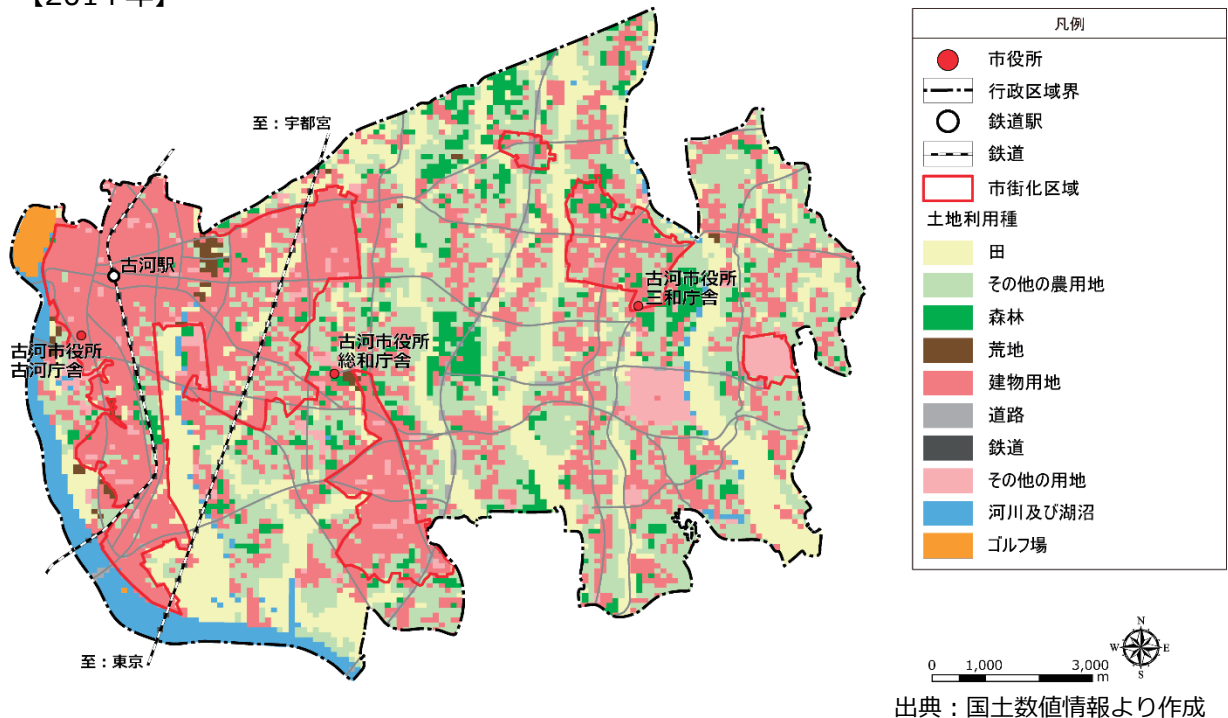 【2014年】
至：宇都宮
古河駅
古河市役所
古河庁舎
古河市役所
総和庁舎
古河市役所
三和庁舎
至：東京
凡例
市役所
行政区域界
鉄道駅
鉄道
市街化区域
土地利用種
田
その他の農用地
森林
荒地
建物用地
道路
鉄道
その他の用地
河川及び湖沼
ゴルフ場
N
W E
S
0 1,000 3,000
m
出典：国土数値情報より作成